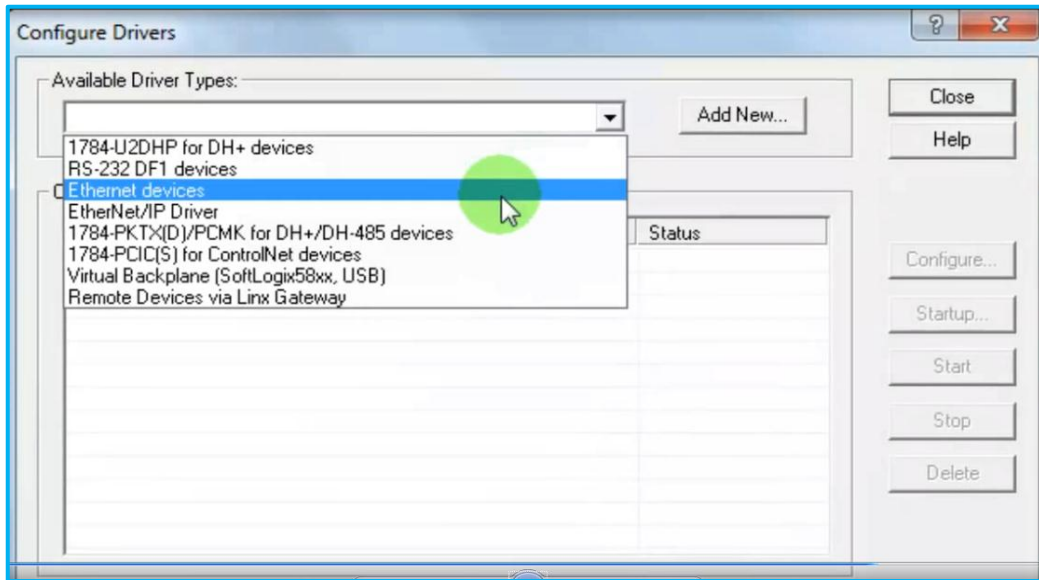 Configure Drivers
Available Driver Types:
Close
Add New...
Help
1784-U2DHP for DH+ devices
RS-232 DF1 devices
Ethernet devices
EtherNet/IP Driver
1784-PKTX(D)/PCMK for DH+/DH-485 devices
1784-PCIC(S) for ControlNet devices
Virtual Backplane (SoftLogix58xx, USB)
Remote Devices via Linx Gateway
Status
Configure...
Startup...
Start
Stop
Delete